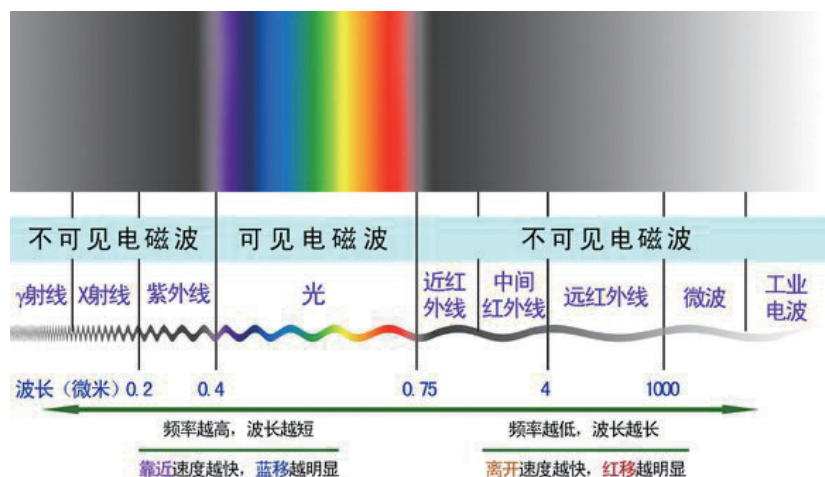 不可见电磁波 可见电磁波 不可见电磁波
γ射线 X射线 紫外线 光 近红外线 中间红外线 远红外线 微波 工业电波
波长（微米）0.2 0.4 0.75 4 1000
频率越高，波长越短 频率越低，波长越长
靠近速度越快，蓝移越明显 离开速度越快，红移越明显